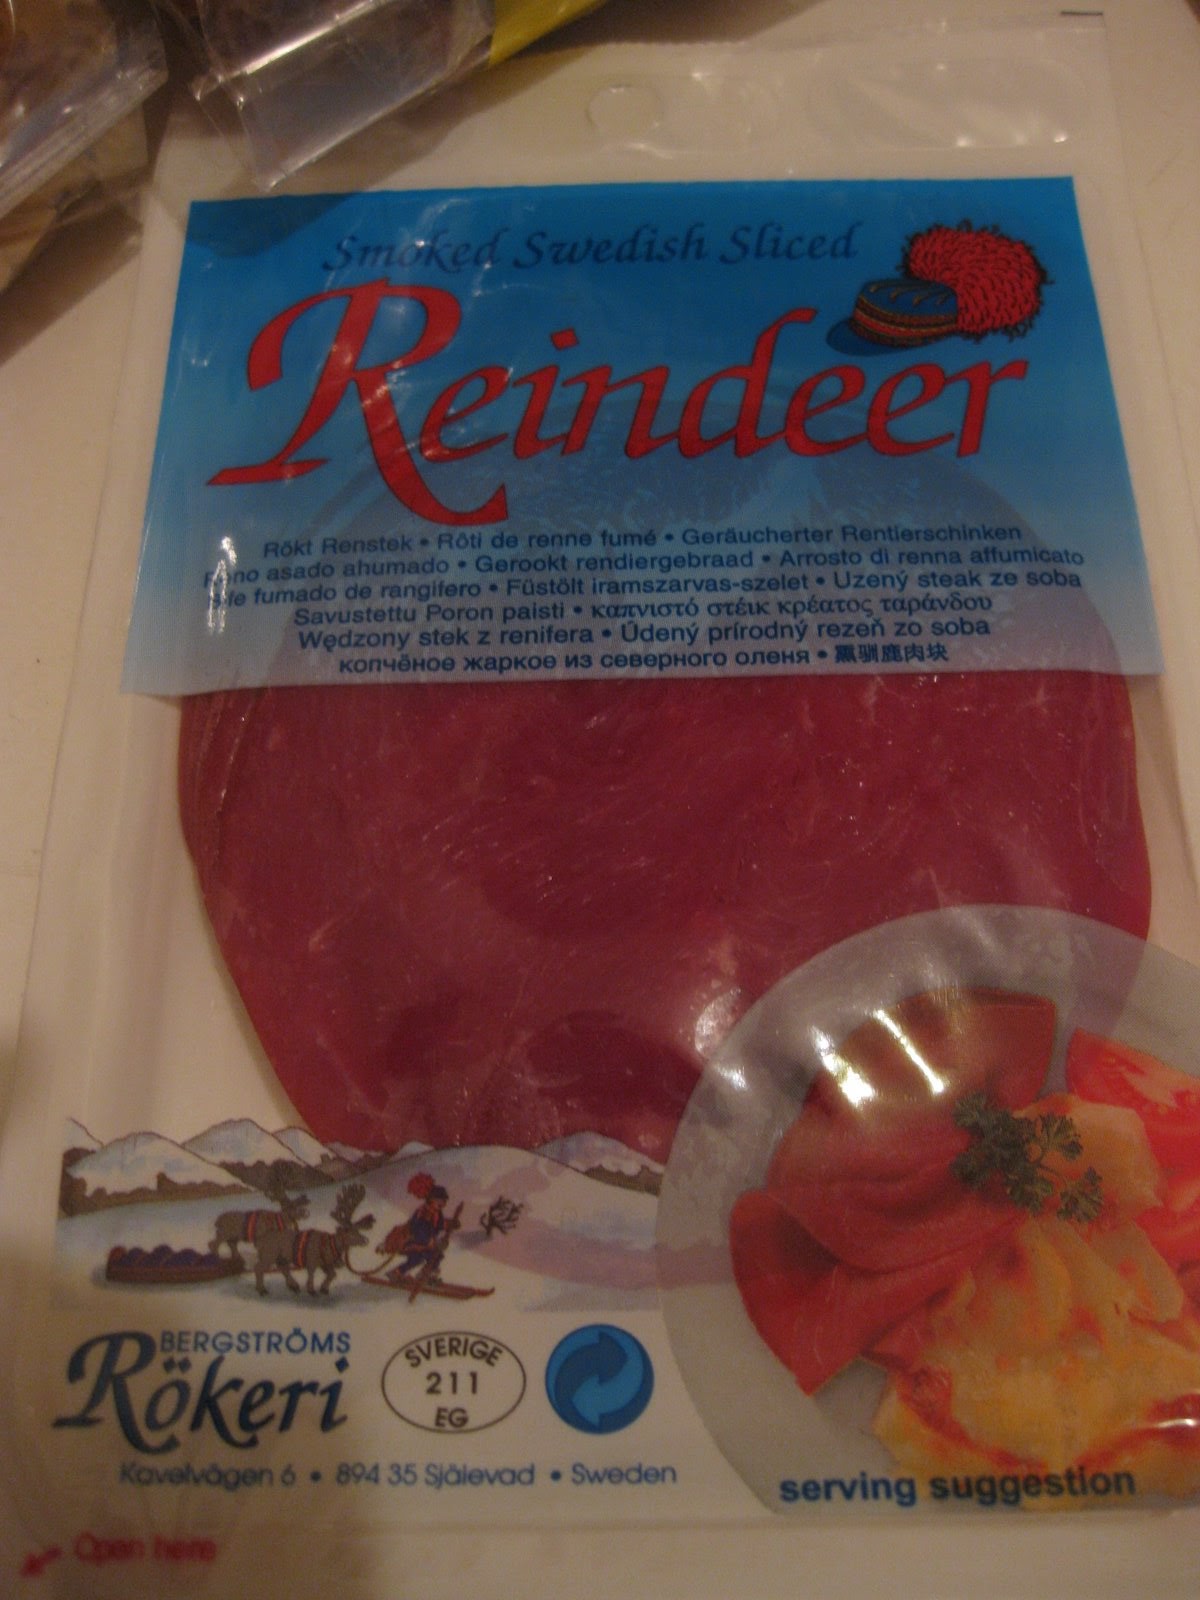 Smoked Swedish Sliced
Reindeer
Rökt Renstek • Rôti de renne fumé • Geräucherter Rentierschinken
asado ahumado • Gerookt rendiergebraad • Arrosto di renna affumicato
fumado de rangifero • Füstölt iramszarvas-szelet • Uzený steak ze soba
Savustettu Poron paisti • καπνιστό στέικ κρέατος ταράνδου
Wędzony stek z renifera • Údený prírodný rezeň zo soba
копчёное жаркое из северного оленя • 熏驯鹿肉块
BERGSTRÖMS
Rökeri
SVERIGE
211
EG
Kavelvägen 6 • 894 35 Själevad • Sweden
serving suggestion
Open here